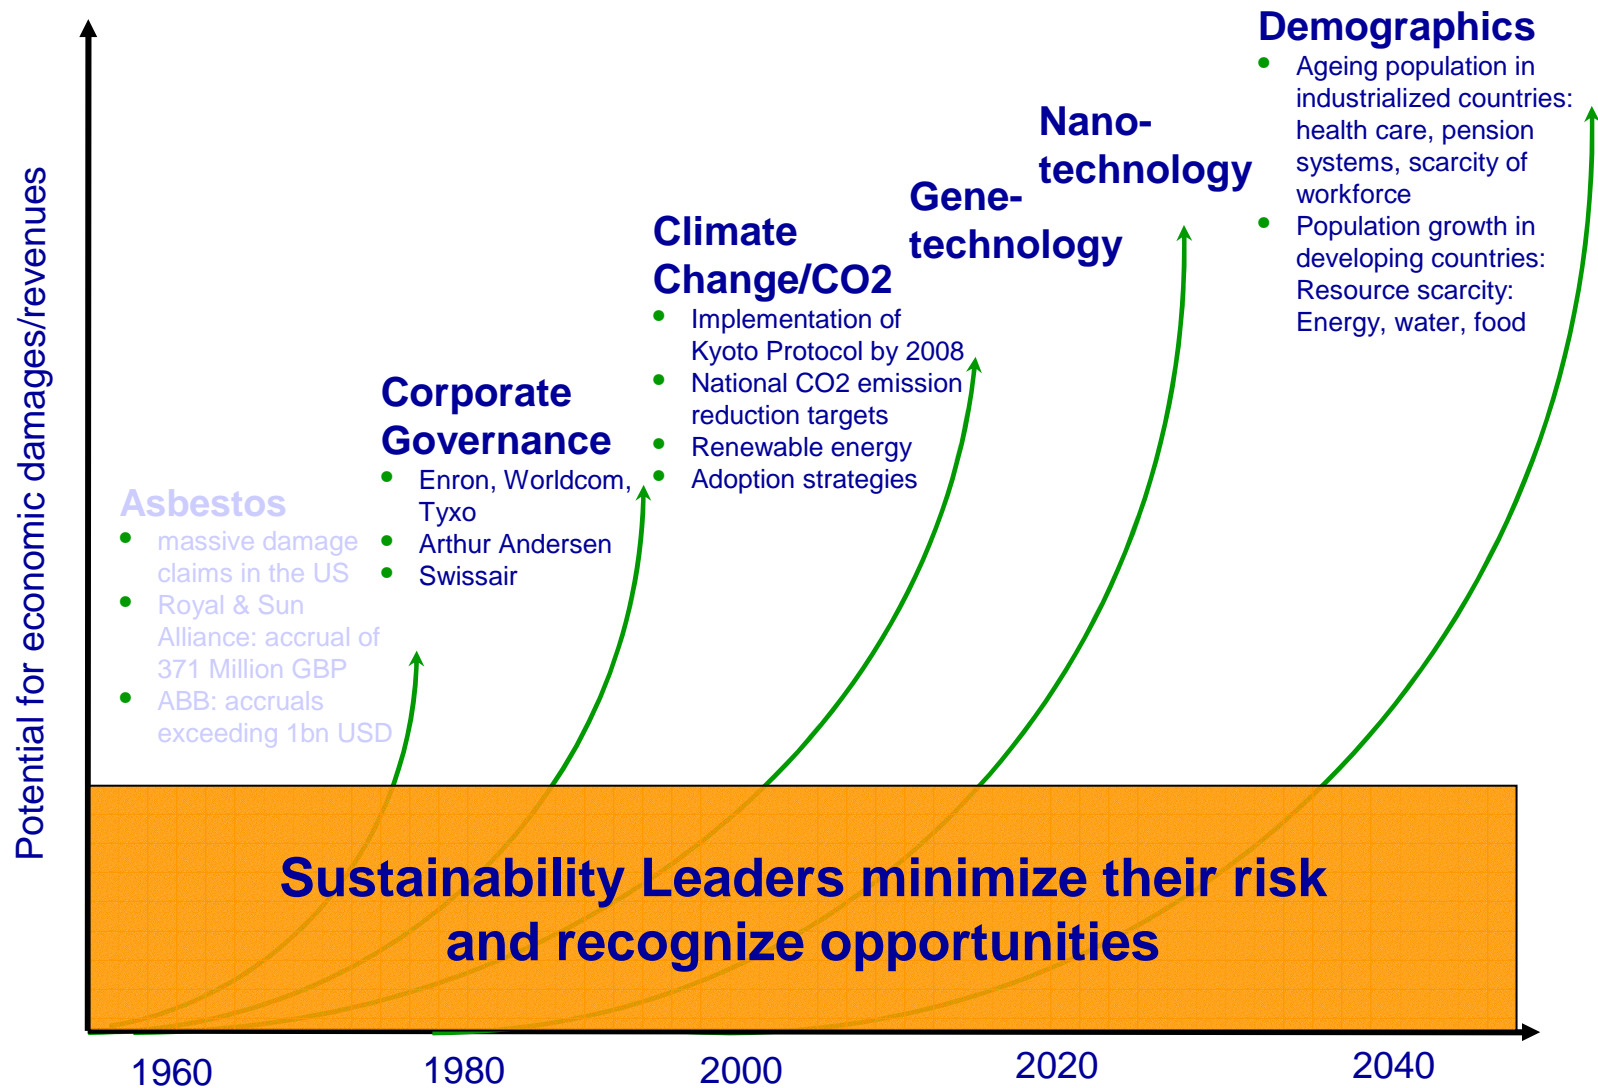 Potential for economic damages/revenues
Asbestos
massive damage
claims in the US
Royal & Sun
Alliance: accrual of
371 Million GBP
ABB: accruals
exceeding 1bn USD
Corporate
Governance
Enron, Worldcom,
Tyxo
Arthur Andersen
Swissair
Climate
Change/CO2
Implementation of
Kyoto Protocol by 2008
National CO2 emission
reduction targets
Renewable energy
Adoption strategies
Gene-
technology
Nano-
technology
Demographics
Ageing population in
industrialized countries:
health care, pension
systems, scarcity of
workforce
Population growth in
developing countries:
Resource scarcity:
Energy, water, food
Sustainability Leaders minimize their risk
and recognize opportunities
1960 1980 2000 2020 2040